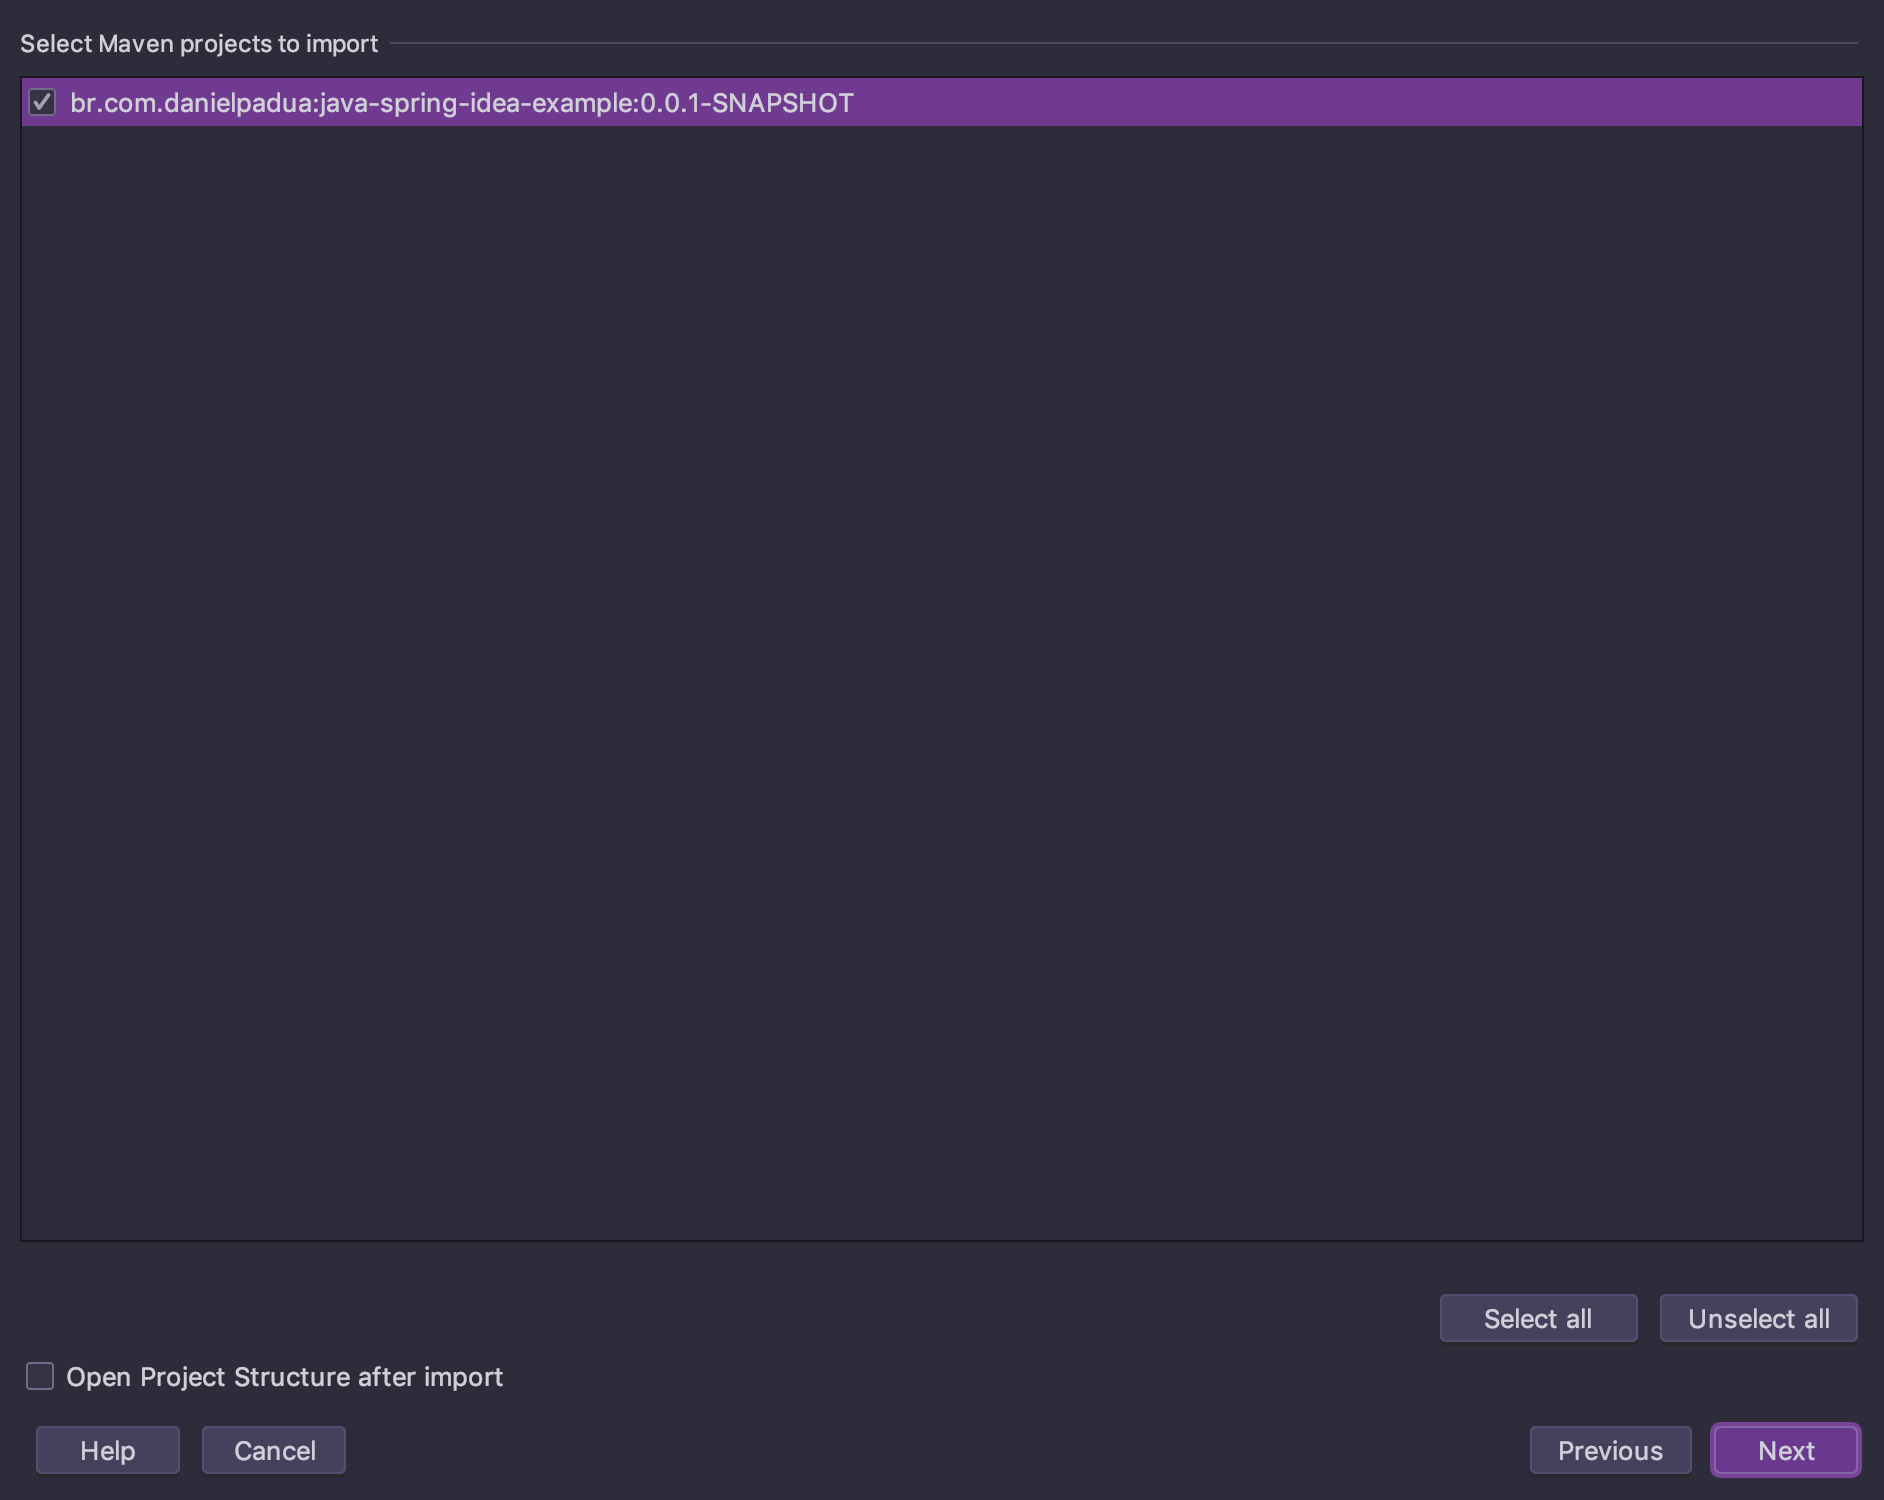 Select Maven projects to import
br.com.danielpadua:java-spring-idea-example:0.0.1-SNAPSHOT
Select all
Unselect all
Open Project Structure after import
Help
Cancel
Previous
Next